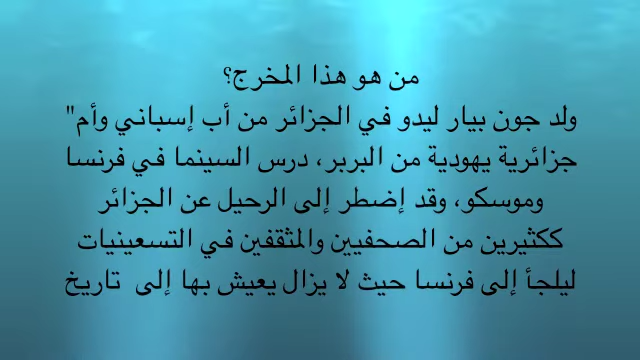 من هو هذا المخرج؟
"ولد جون بيار ليدو في الجزائر من أب إسباني وأم
جزائرية يهودية من البربر، درس السينما في فرنسا
وموسكو، وقد إضطر إلى الرحيل عن الجزائر
ككثيرين من الصحفيين والمثقفين في التسعينيات
ليلجأ إلى فرنسا حيث لا يزال يعيش بها إلى تاريخ